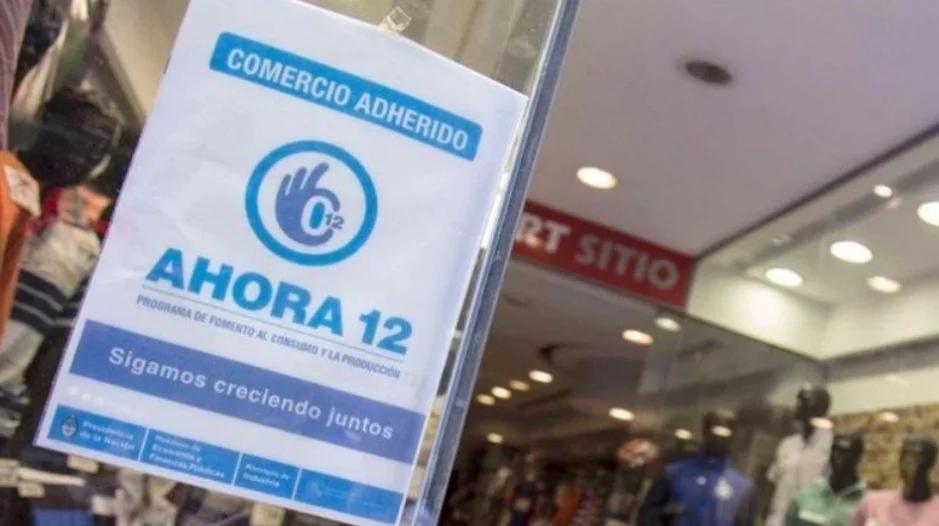 COMERCIO ADHERIDO
12
AHORA 12
PROGRAMA DE FOMENTO AL CONSUMO Y LA PRODUCCIÓN
Sigamos creciendo juntos
Presidencia
de la Nación
Ministerio de
Economía y
Finanzas Públicas
Ministerio de
Industria
RT SITIO